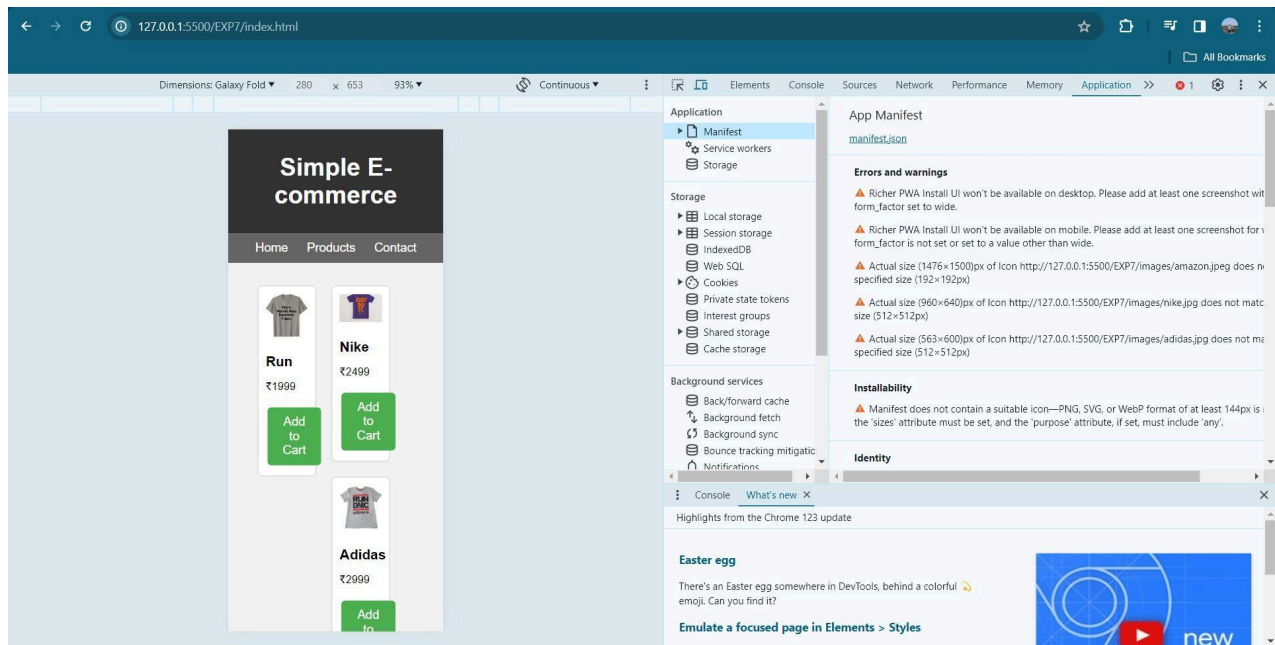 127.0.0.1:5500/EXP7/index.html
All Bookmarks
Dimensions: Galaxy Fold ▼ 280 x 653 93% ▼ Continuous ▼
Elements Console Sources Network Performance Memory Application >> 1
Simple E-
commerce
Home Products Contact
Run
₹1999
Add
to
Cart
Nike
₹2499
Add
to
Cart
Adidas
₹2999
Add
to
Application
Manifest
Service workers
Storage
Storage
Local storage
Session storage
IndexedDB
Web SQL
Cookies
Private state tokens
Interest groups
Shared storage
Cache storage
Background services
Back/forward cache
Background fetch
Background sync
Bounce tracking mitigatic
Notifications
App Manifest
manifest.json
Errors and warnings
Richer PWA Install UI won't be available on desktop. Please add at least one screenshot wit
form_factor set to wide.
Richer PWA Install UI won't be available on mobile. Please add at least one screenshot for
form_factor is not set or set to a value other than wide.
Actual size (1476×1500)px of Icon http://127.0.0.1:5500/EXP7/images/amazon.jpeg does n
specified size (192×192px)
Actual size (960×640)px of Icon http://127.0.0.1:5500/EXP7/images/nike.jpg does not matc
size (512×512px)
Actual size (563×600)px of Icon http://127.0.0.1:5500/EXP7/images/adidas.jpg does not ma
specified size (512×512px)
Installability
Manifest does not contain a suitable icon—PNG, SVG, or WebP format of at least 144px is
the 'sizes' attribute must be set, and the 'purpose' attribute, if set, must include 'any'.
Identity
Console What's new ×
Highlights from the Chrome 123 update
Easter egg
There's an Easter egg somewhere in DevTools, behind a colorful 💫
emoji. Can you find it?
Emulate a focused page in Elements > Styles
new